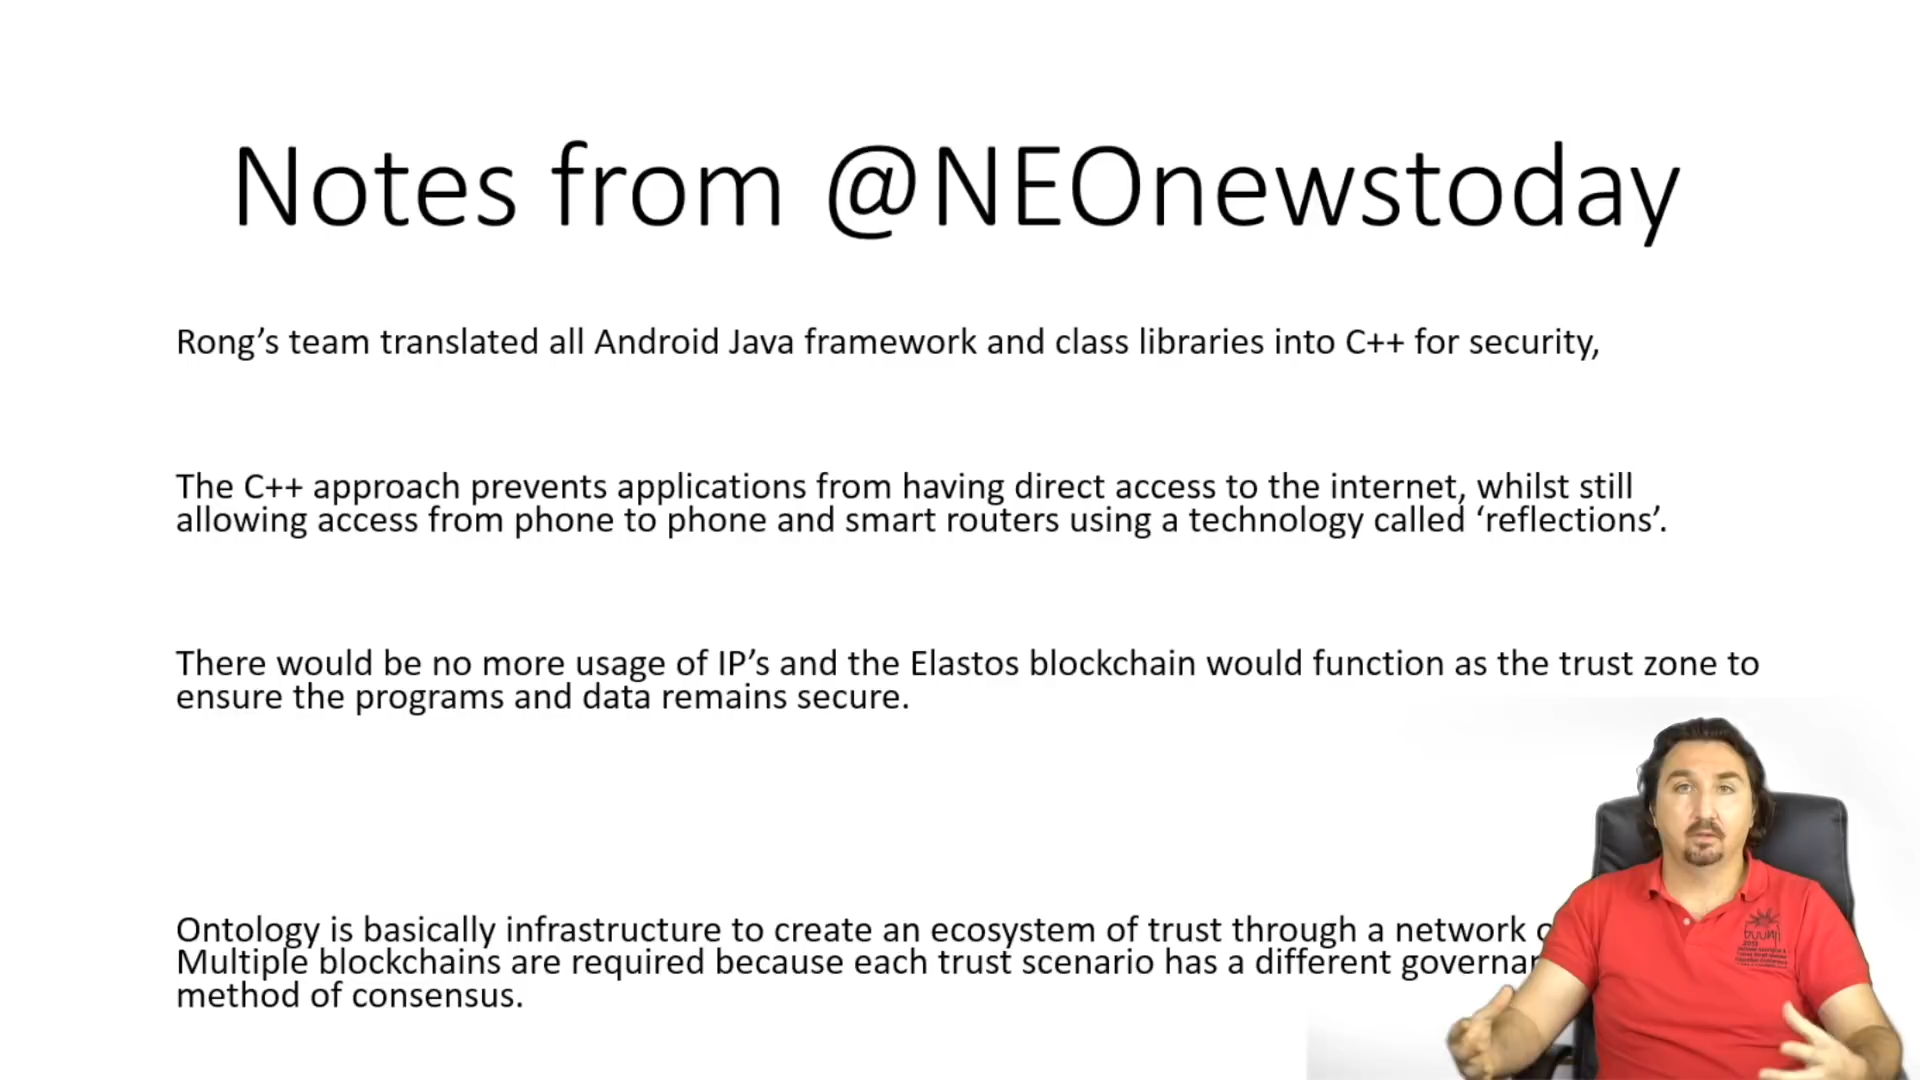 Notes from @NEOnewstoday
Rong’s team translated all Android Java framework and class libraries into C++ for security,
The C++ approach prevents applications from having direct access to the internet, whilst still
allowing access from phone to phone and smart routers using a technology called ‘reflections’.
There would be no more usage of IP’s and the Elastos blockchain would function as the trust zone to
ensure the programs and data remains secure.
Ontology is basically infrastructure to create an ecosystem of trust through a network
Multiple blockchains are required because each trust scenario has a different
method of consensus.